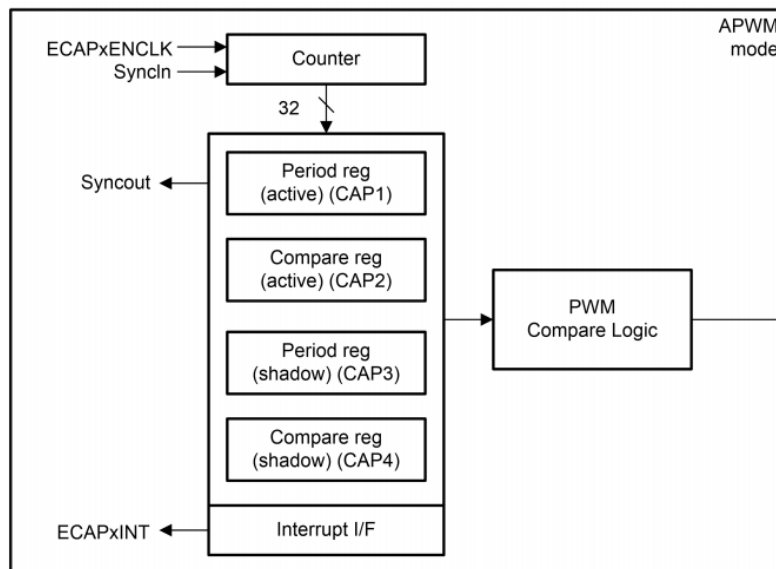 APWM
mode
ECAPxENCLK
SyncIn
Counter
32
Syncout
Period reg
(active) (CAP1)
Compare reg
(active) (CAP2)
PWM
Compare Logic
Period reg
(shadow) (CAP3)
Compare reg
(shadow) (CAP4)
ECAPxINT
Interrupt I/F